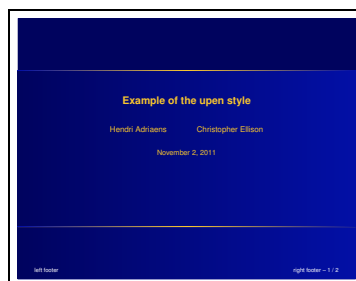 Example of the upen style
Hendri Adriaens Christopher Ellison
November 2, 2011
left footer right footer – 1 / 2